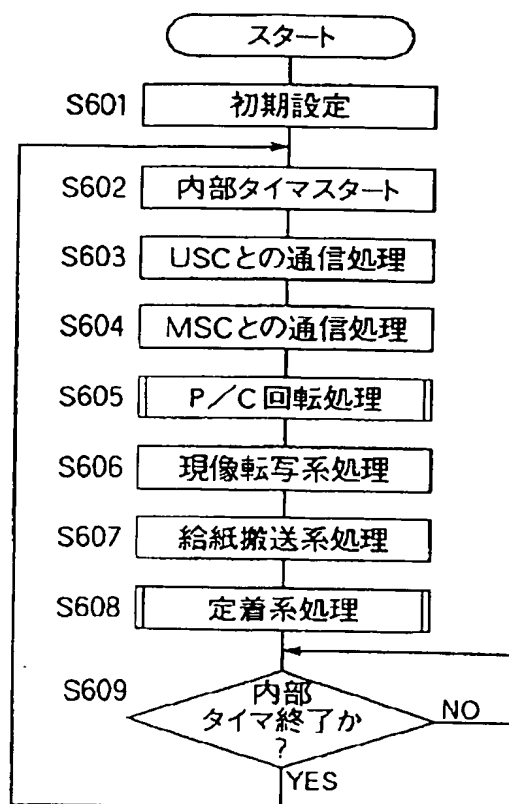 スタート
S601 初期設定
S602 内部タイマスタート
S603 USCとの通信処理
S604 MSCとの通信処理
S605 P/C回転処理
S606 現像転写系処理
S607 給紙搬送系処理
S608 定着系処理
S609 内部
タイマ終了か
?
NO
YES